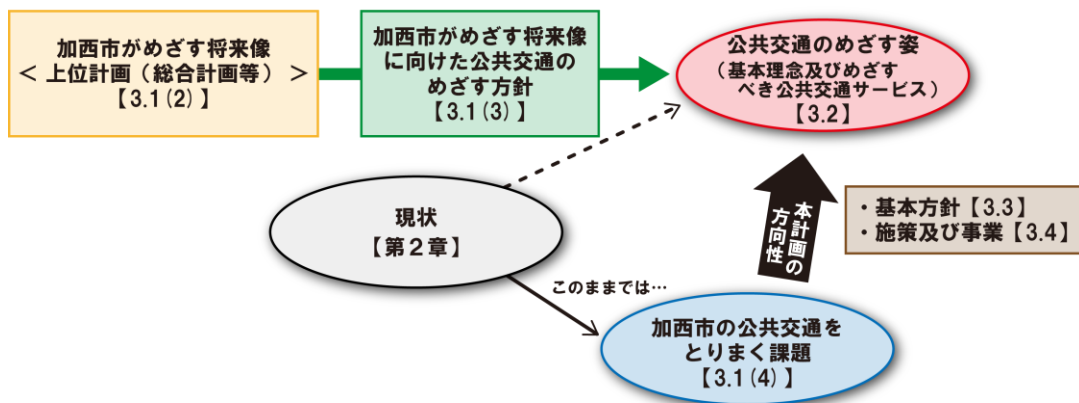 加西市がめざす将来像
< 上位計画（総合計画等） >
【3.1(2)】
加西市がめざす将来像
に向けた公共交通の
めざす方針
【3.1(3)】
公共交通のめざす姿
（基本理念及びめざす
べき公共交通サービス）
【3.2】
現状
【第２章】
本計画の
方向性
・基本方針【3.3】
・施策及び事業【3.4】
このままでは…
加西市の公共交通を
とりまく課題
【3.1(4)】